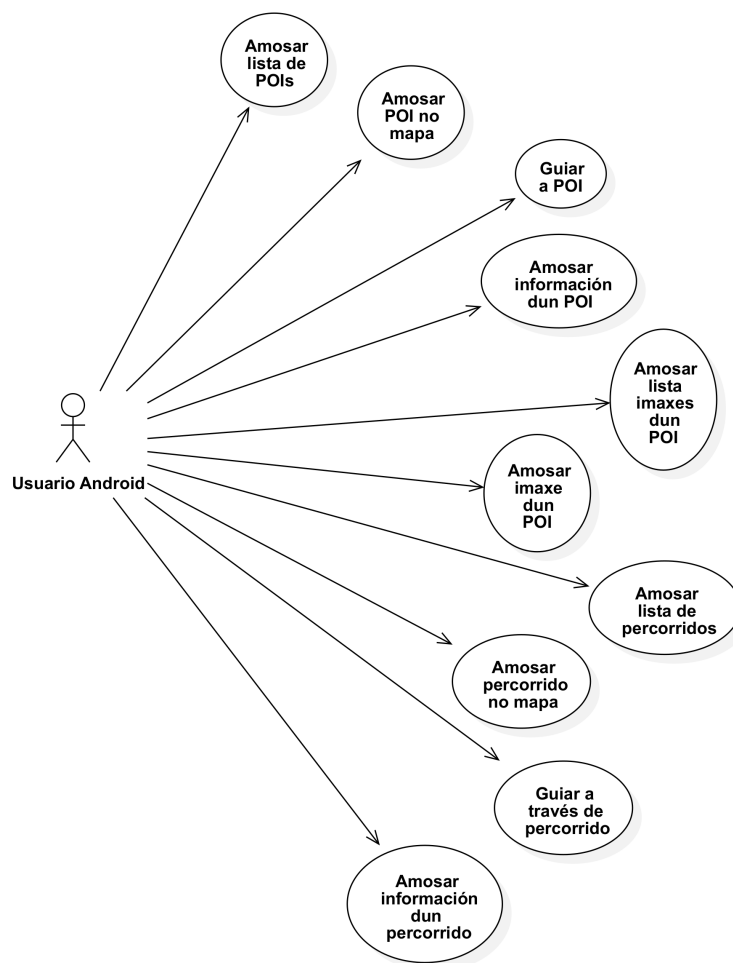 Amosar
lista de
POIs
Amosar
POI no
mapa
Guiar
a POI
Amosar
información
dun POI
Amosar
lista
imaxes
dun
POI
Usuario Android
Amosar
imaxe
dun
POI
Amosar
lista de
percorridos
Amosar
percorrido
no mapa
Guiar a
través de
percorrido
Amosar
información
dun
percorrido